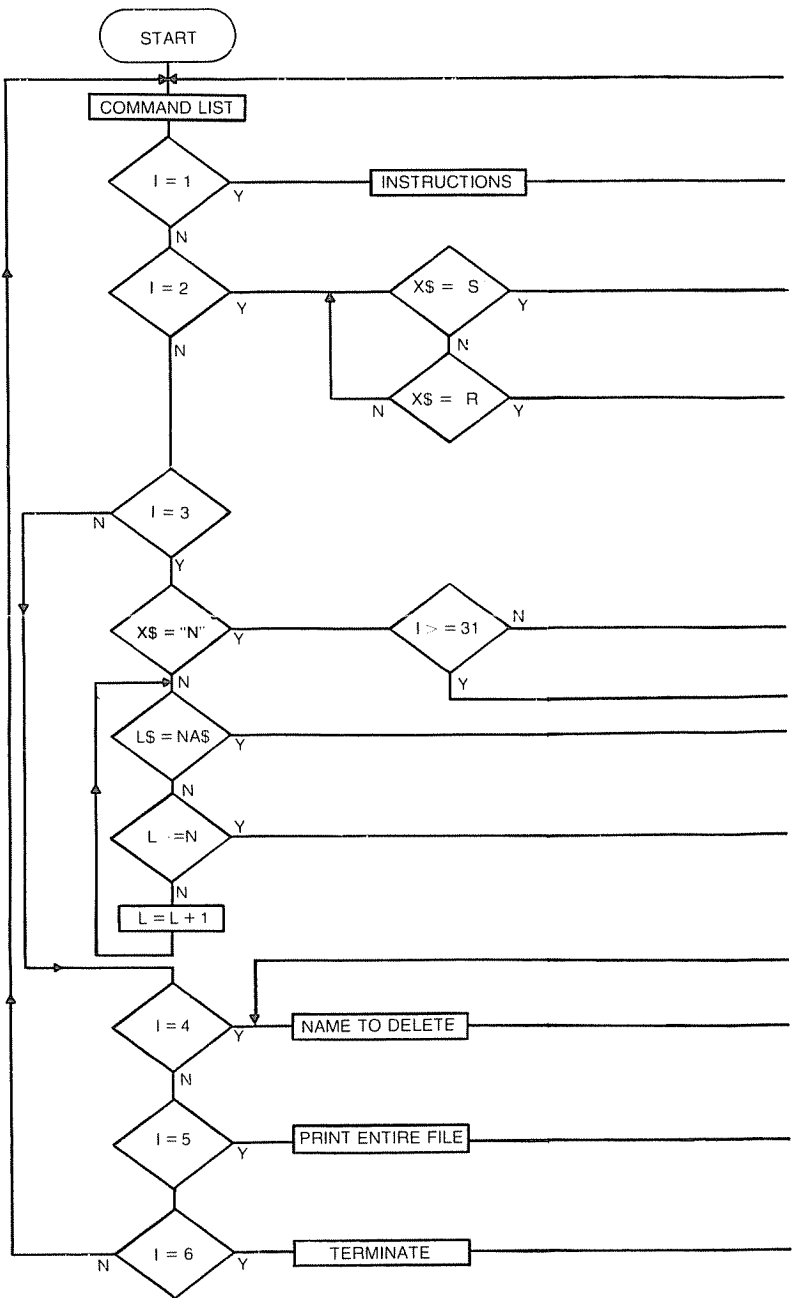 START
COMMAND LIST
I = 1
Y
INSTRUCTIONS
N
I = 2
Y
X$ = S
Y
N
N
X$ = R
N
Y
I = 3
N
Y
X$ = "N"
Y
I > = 31
N
N
Y
L$ = NA$
Y
N
L =N
Y
N
L = L + 1
I = 4
Y
NAME TO DELETE
N
I = 5
Y
PRINT ENTIRE FILE
I = 6
N
Y
TERMINATE